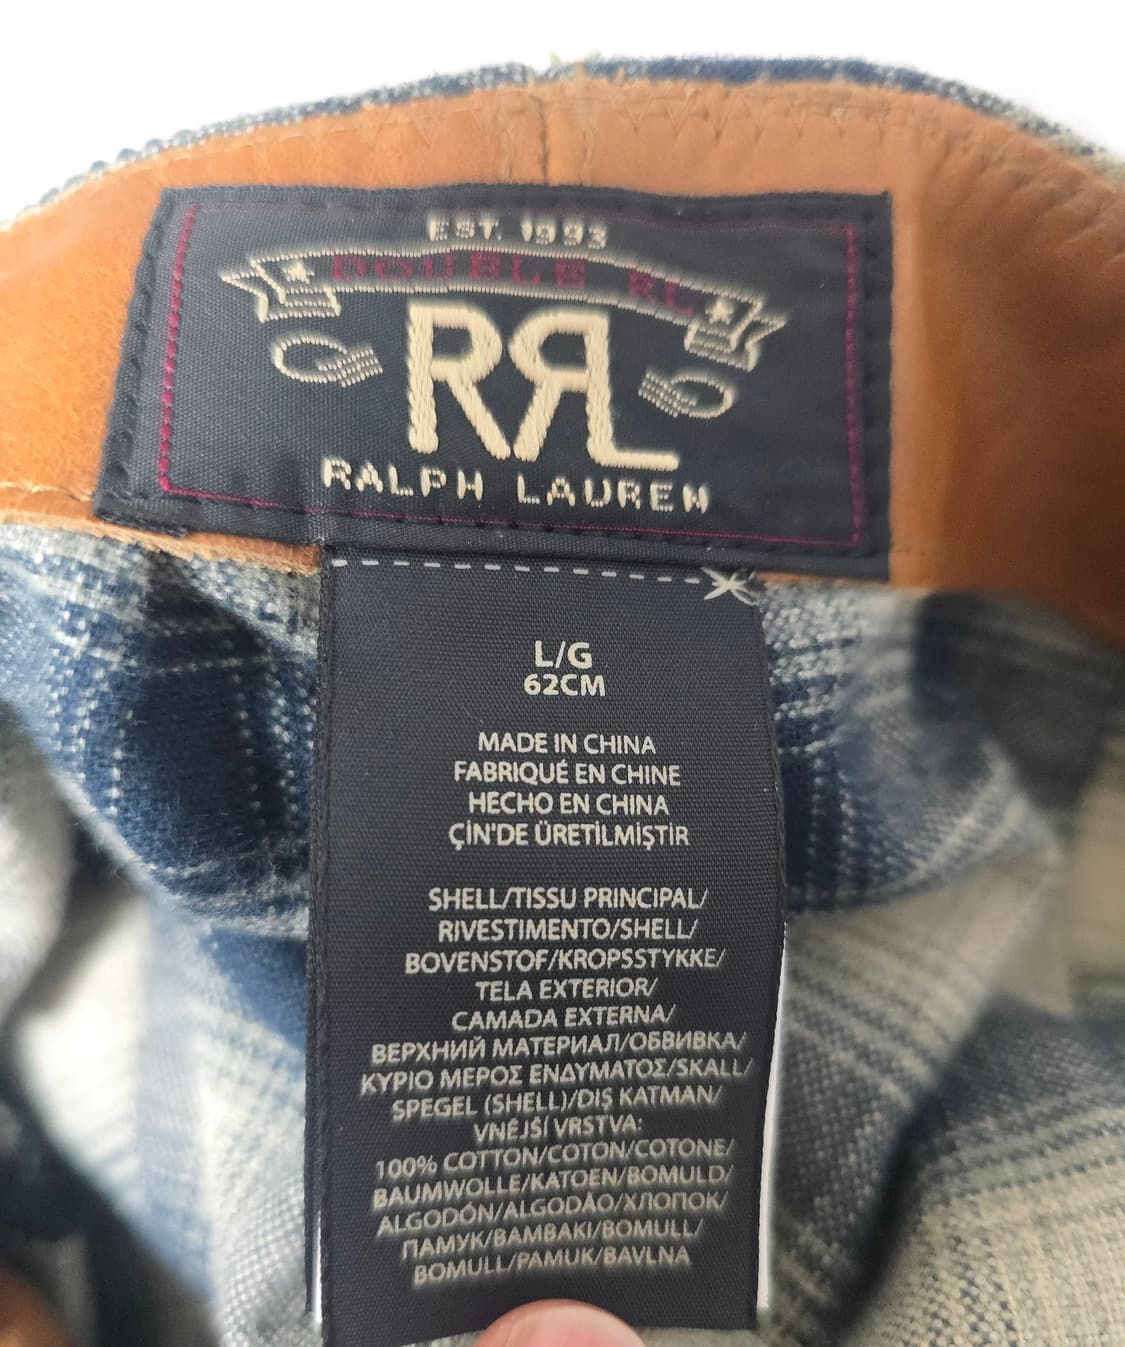 EST. 1993
DOUBLE RL
RRL
RALPH LAUREN
L/G
62CM
MADE IN CHINA
FABRIQUÉ EN CHINE
HECHO EN CHINA
ÇİN'DE ÜRETİLMİŞTİR
SHELL/TISSU PRINCIPAL/
RIVESTIMENTO/SHELL/
BOVENSTOF/KROPSSTYKKE/
TELA EXTERIOR/
CAMADA EXTERNA/
ВЕРХНИЙ МАТЕРИАЛ/ОБВИВКА/
ΚΥΡΙΟ ΜΕΡΟΣ ΕΝΔΥΜΑΤΟΣ/SKALL/
SPEGEL (SHELL)/DIŞ KATMAN/
VNĚJŠÍ VRSTVA:
100% COTTON/COTON/COTONE/
BAUMWOLLE/KATOEN/BOMULD/
ALGODÓN/ALGODÃO/ХЛОПОК/
ПАМУК/ΒΑΜΒΑΚΙ/BOMULL/
BOMULL/PAMUK/BAVLNA